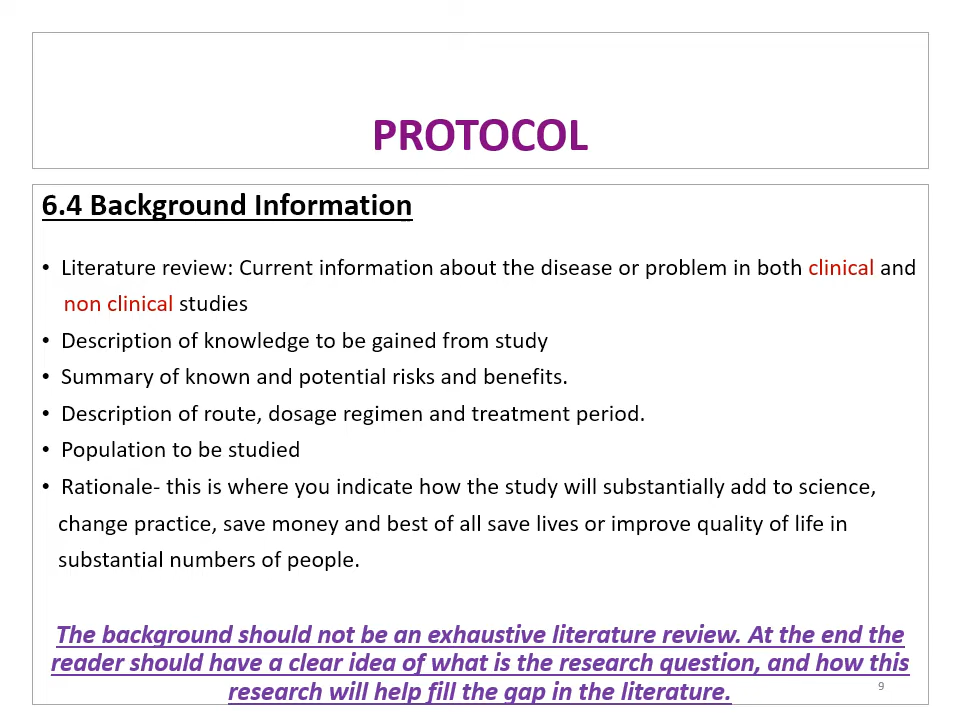 PROTOCOL
6.4 Background Information
• Literature review: Current information about the disease or problem in both clinical and
non clinical studies
• Description of knowledge to be gained from study
• Summary of known and potential risks and benefits.
• Description of route, dosage regimen and treatment period.
• Population to be studied
• Rationale- this is where you indicate how the study will substantially add to science,
change practice, save money and best of all save lives or improve quality of life in
substantial numbers of people.
The background should not be an exhaustive literature review. At the end the
reader should have a clear idea of what is the research question, and how this
research will help fill the gap in the literature.
9